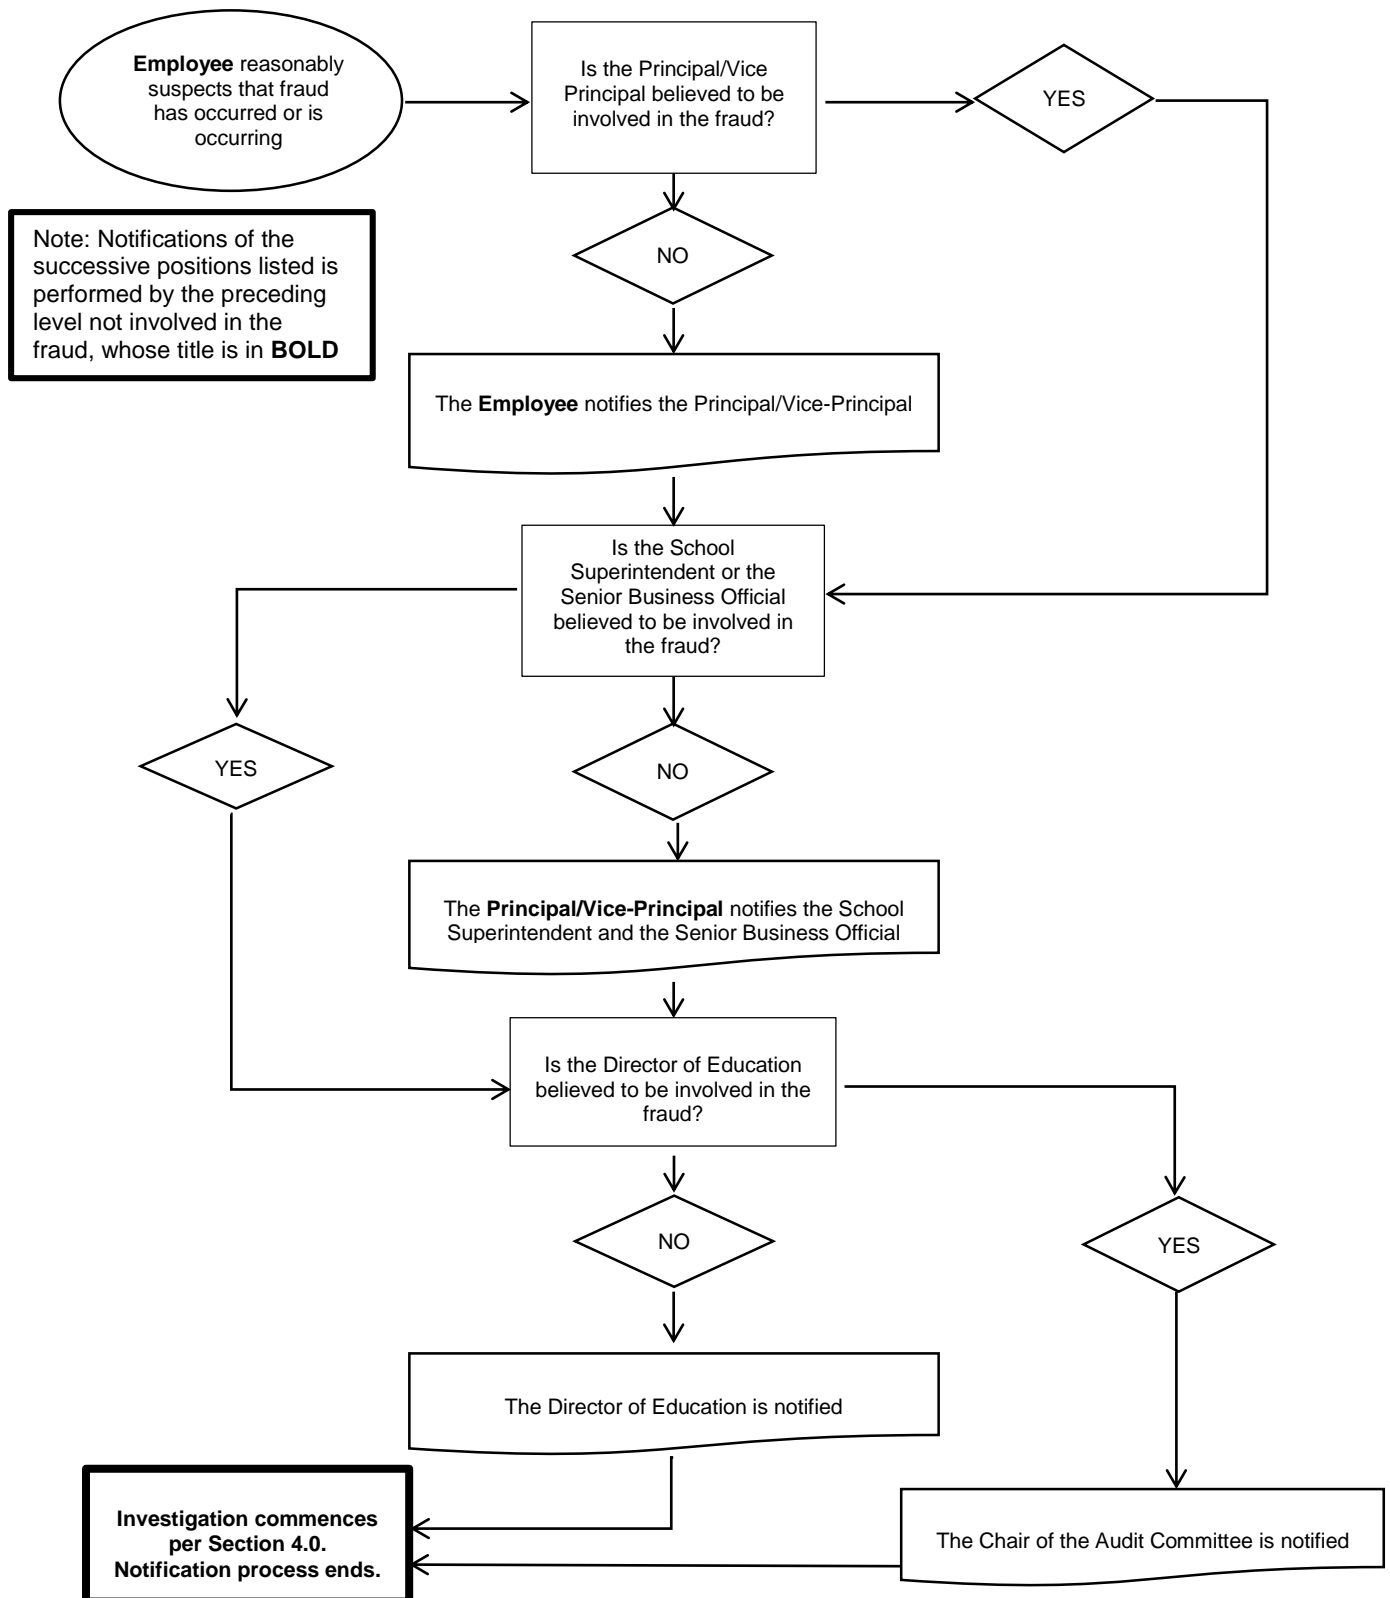 Employee reasonably
suspects that fraud
has occurred or is
occurring
Is the Principal/Vice
Principal believed to be
involved in the fraud?
YES
Note: Notifications of the
successive positions listed is
performed by the preceding
level not involved in the
fraud, whose title is in BOLD
NO
The Employee notifies the Principal/Vice-Principal
Is the School
Superintendent or the
Senior Business Official
believed to be involved in
the fraud?
YES
NO
The Principal/Vice-Principal notifies the School
Superintendent and the Senior Business Official
Is the Director of Education
believed to be involved in the
fraud?
NO
YES
The Director of Education is notified
Investigation commences
per Section 4.0.
Notification process ends.
The Chair of the Audit Committee is notified